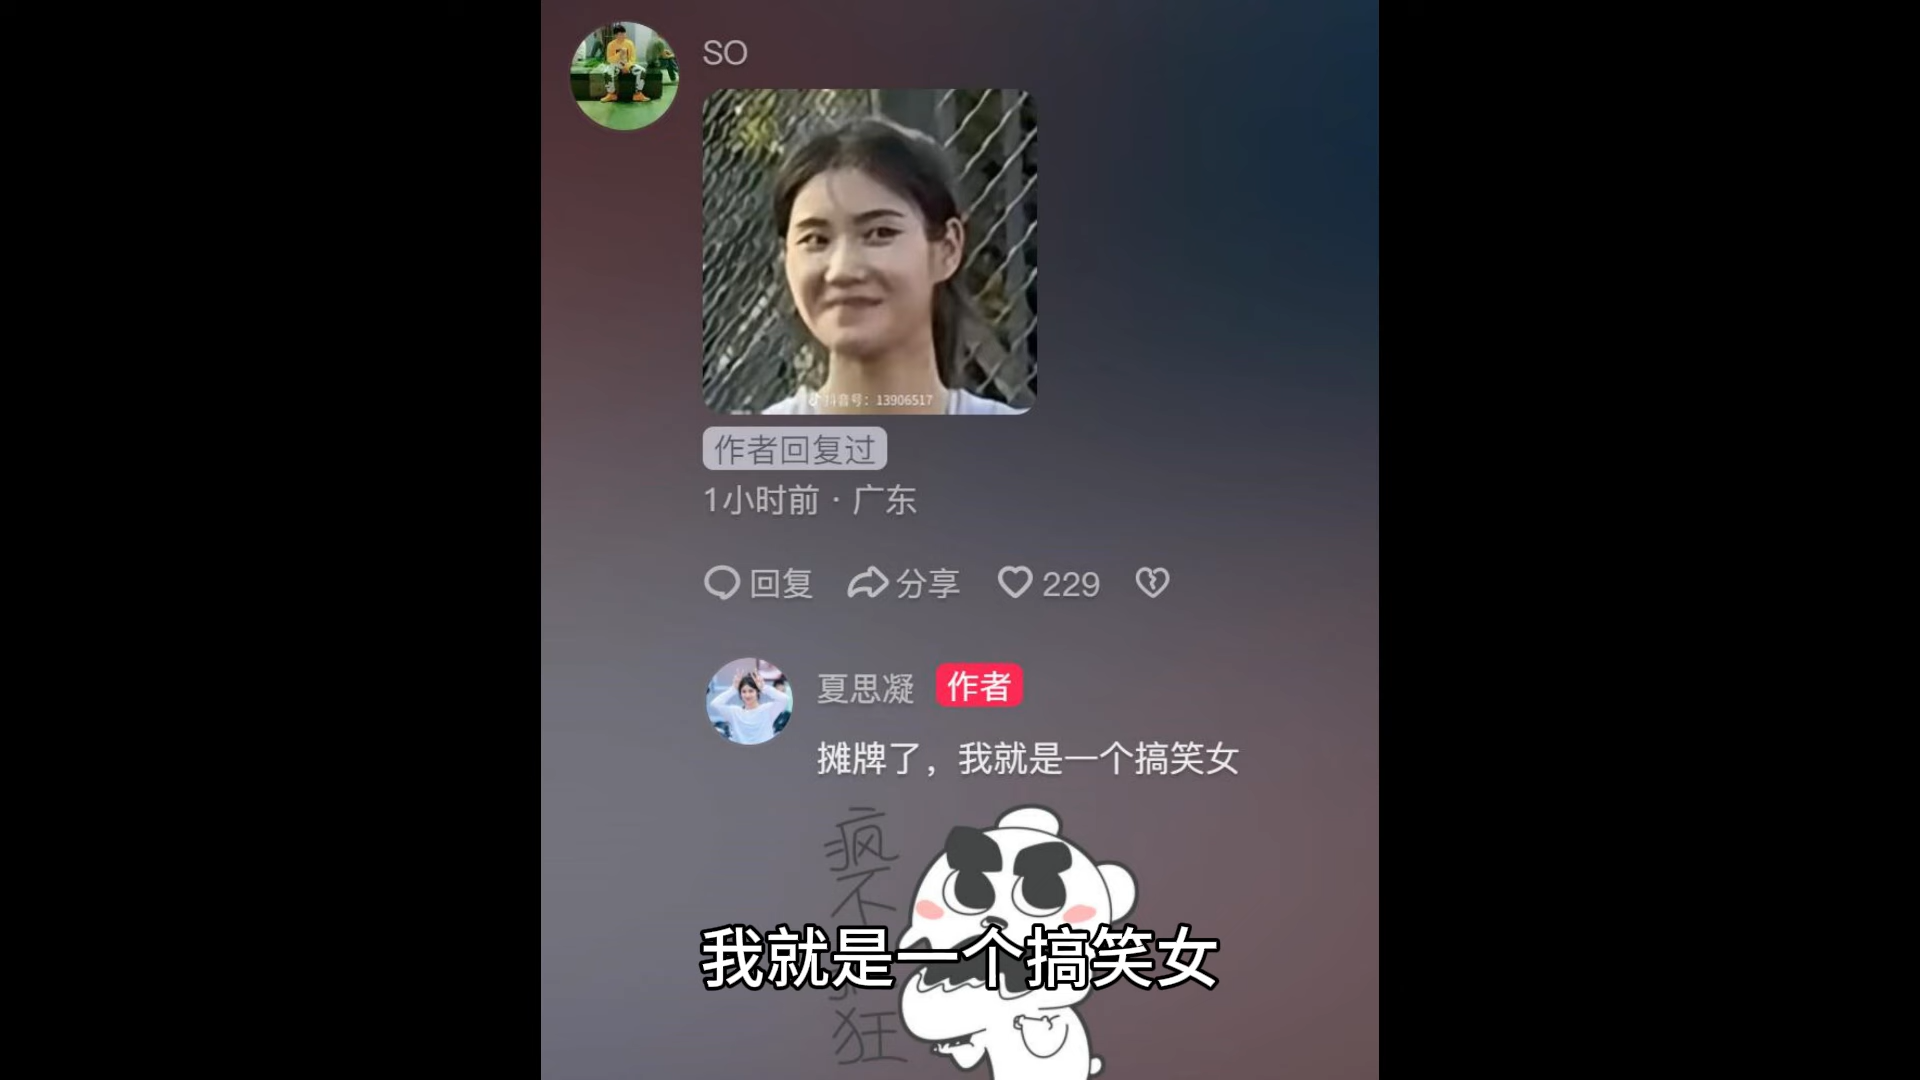 SO
抖音号：13906517
作者回复过
1小时前 · 广东
回复 分享 229
夏思凝 作者
摊牌了，我就是一个搞笑女
疯
不
狂
我就是一个搞笑女